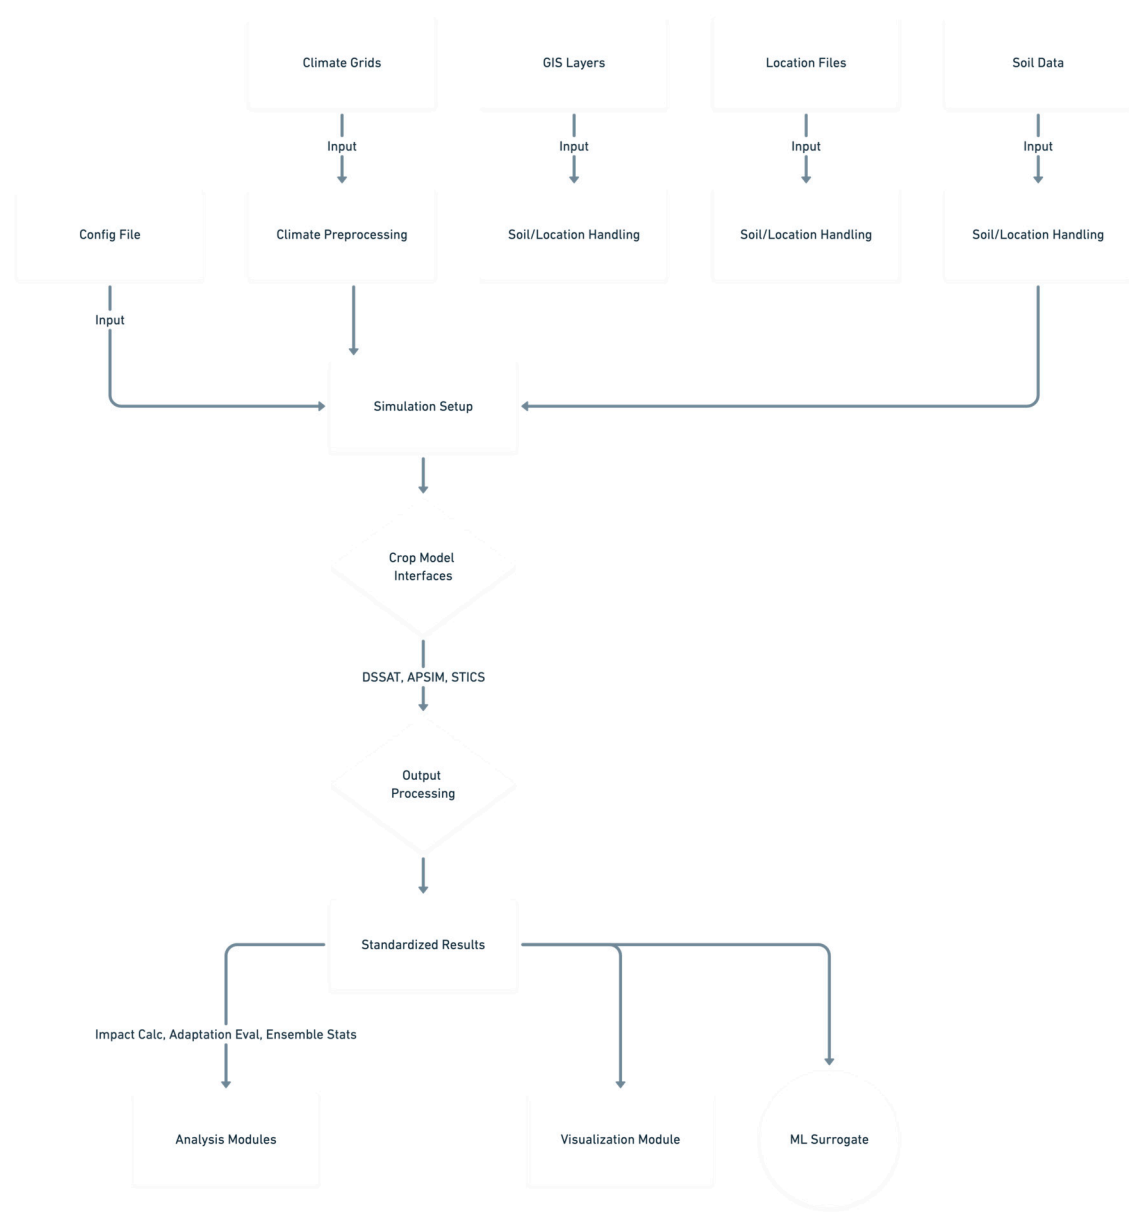 Climate Grids
GIS Layers
Location Files
Soil Data
Input
Input
Input
Input
Config File
Climate Preprocessing
Soil/Location Handling
Soil/Location Handling
Soil/Location Handling
Input
Simulation Setup
Crop Model
Interfaces
DSSAT, APSIM, STICS
Output
Processing
Standardized Results
Impact Calc, Adaptation Eval, Ensemble Stats
Analysis Modules
Visualization Module
ML Surrogate